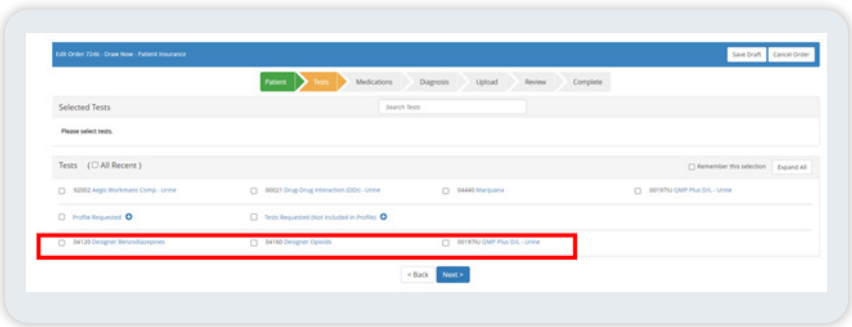 Edit Order 7246 - Draw Now - Patient Insurance Save Draft Cancel Order
Patient Tests Medications Diagnosis Upload Review Complete
Selected Tests Search Tests
Please select tests.
Tests ( All Recent ) Remember this selection Expand All
92002 Aegis Workmans Comp - Urine 00021 Drug-Drug Interaction (DDI) - Urine 04440 Marijuana 00197IU QMP Plus D/L - Urine
Profile Requested Tests Requested (Not Included in Profile)
04120 Designer Benzodiazepines 04160 Designer Opioids 00197IU QMP Plus D/L - Urine
< Back Next >